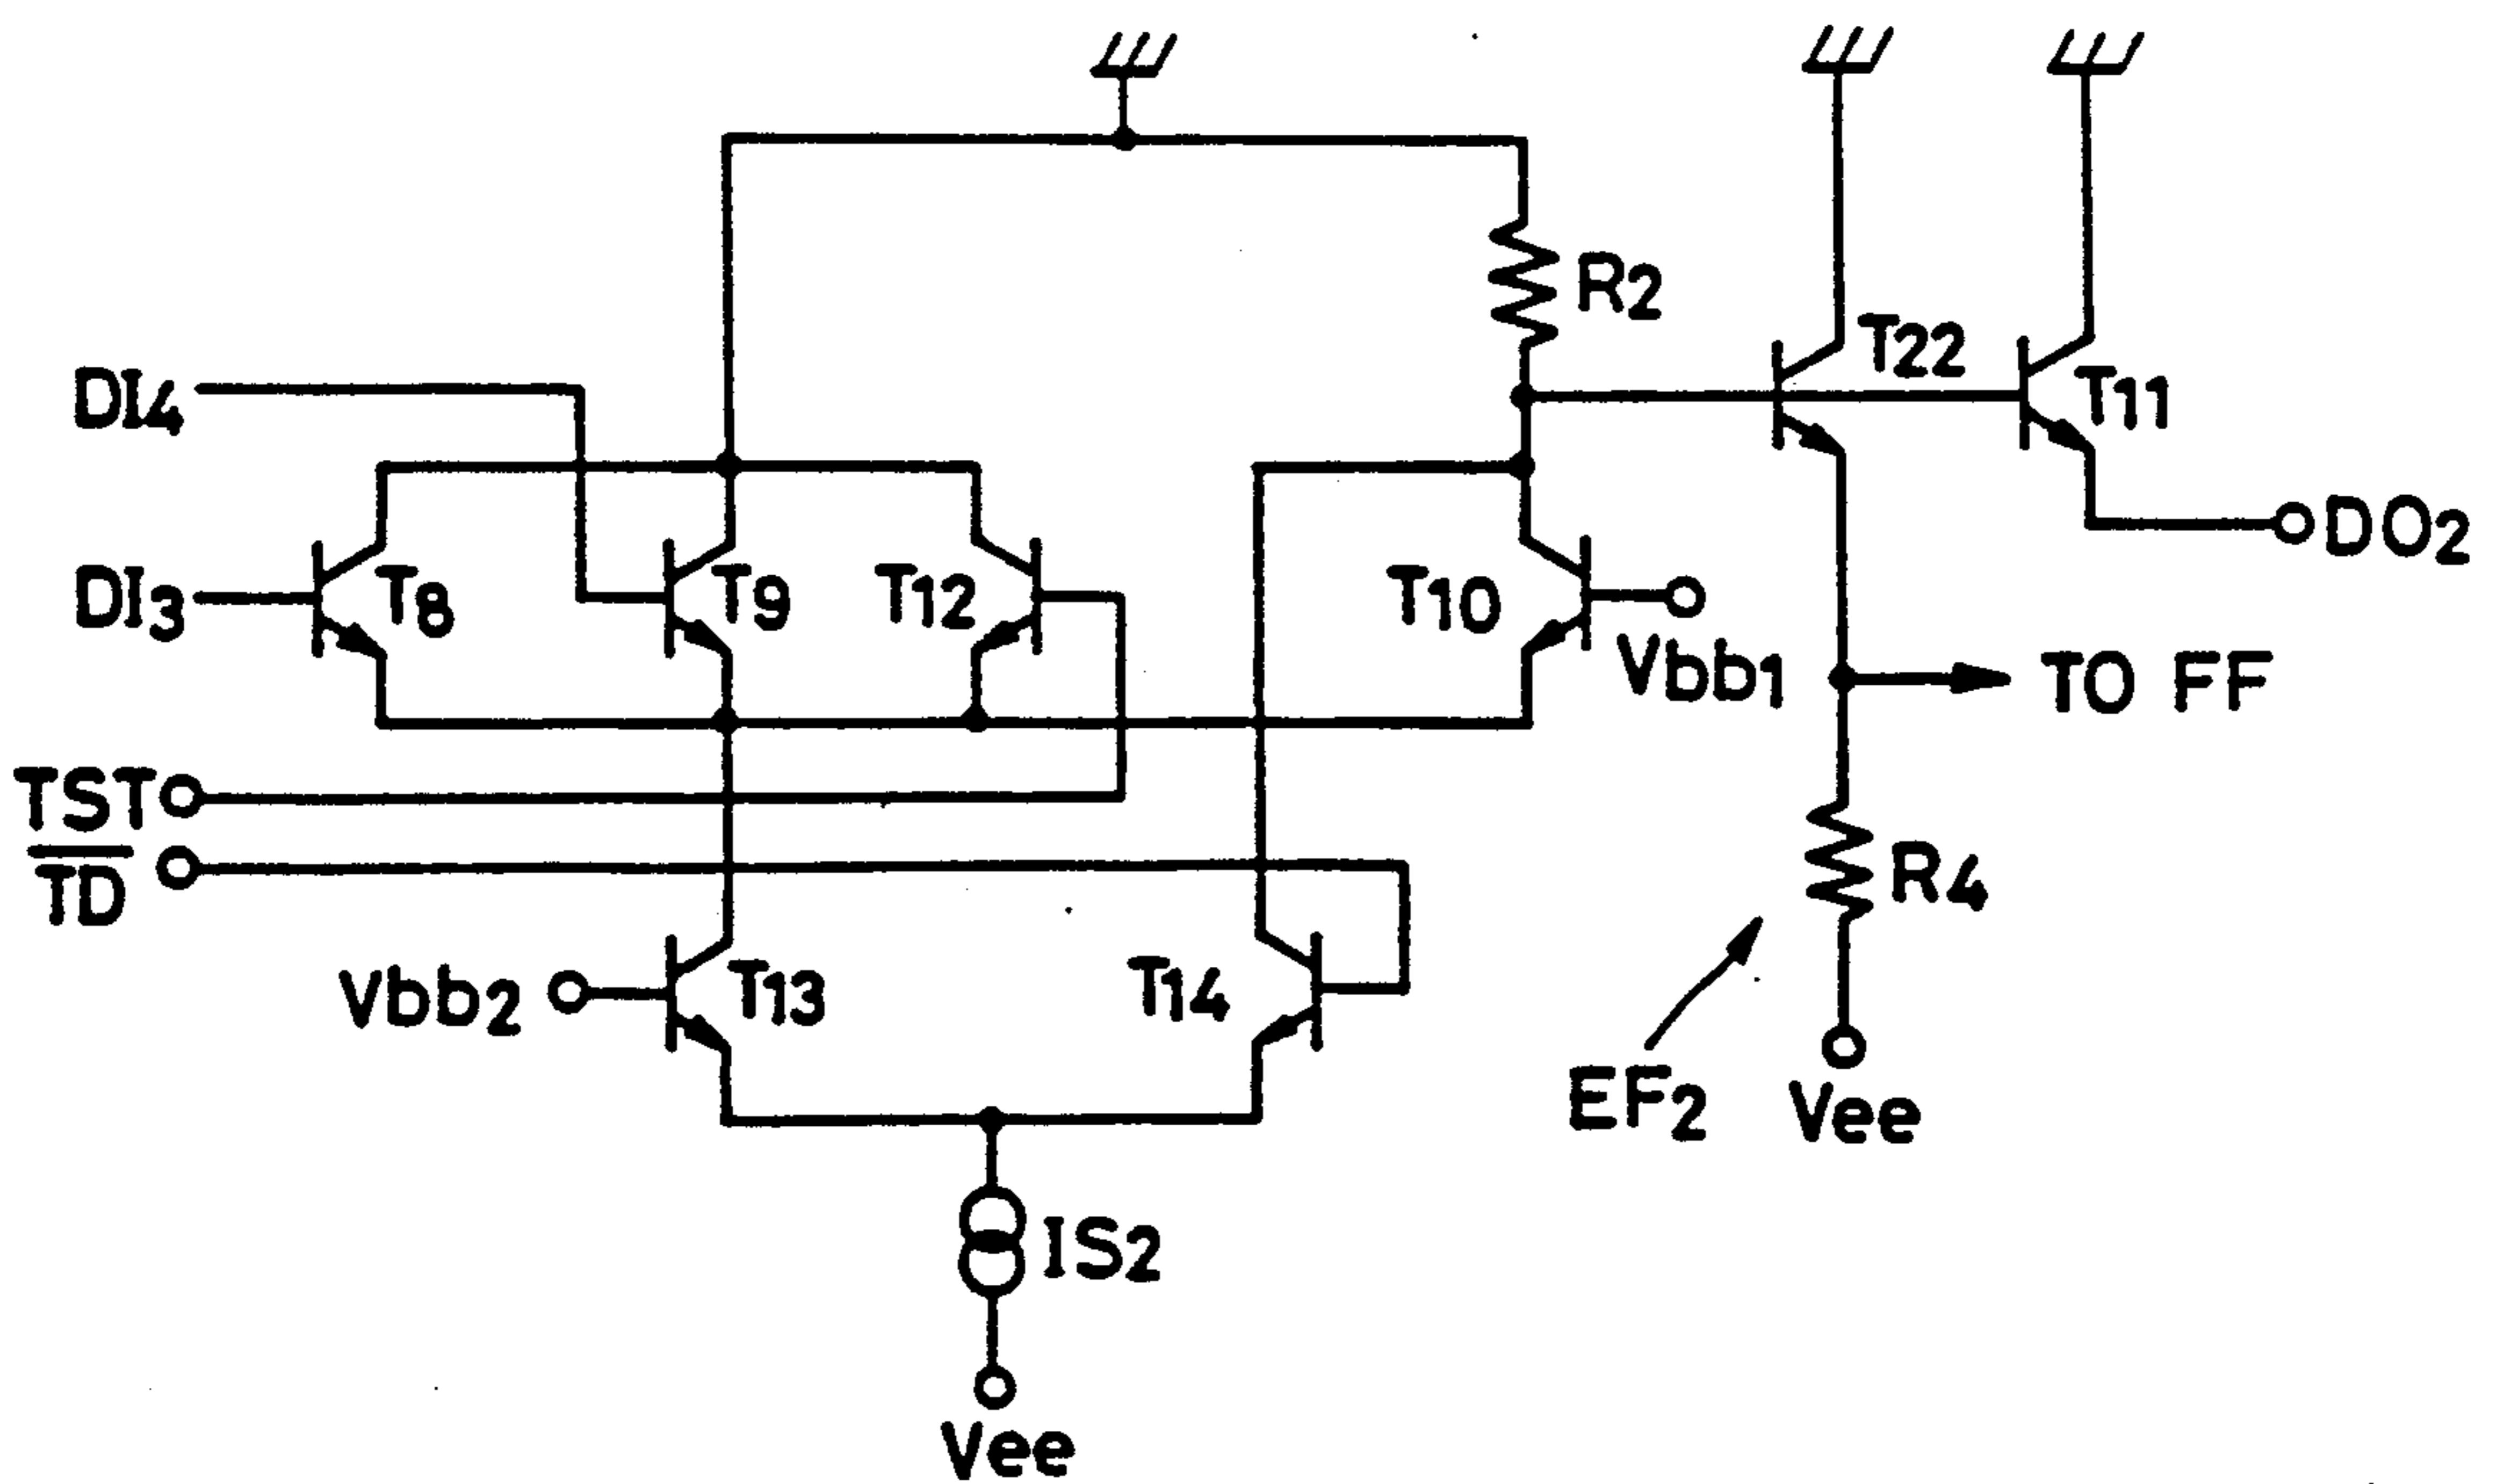 R2
T22
DI4
T11
DO2
DI3
T8
T9
T12
T10
Vbb1
TO FF
TST
TD
R4
Vbb2
T13
T14
EF2
Vee
IS2
Vee